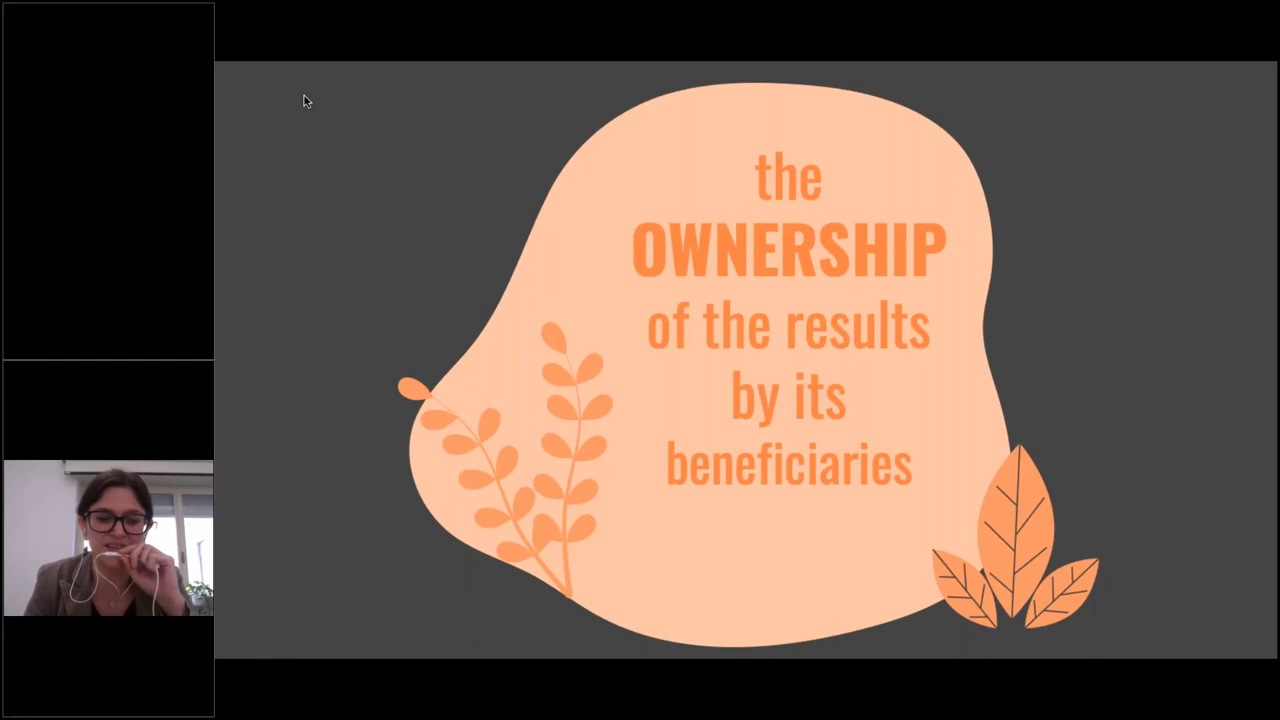 the
OWNERSHIP
of the results
by its
beneficiaries